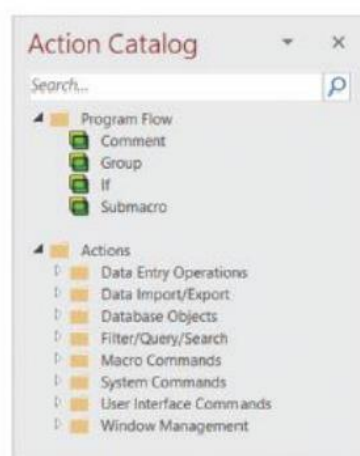 Action Catalog
Search...
Program Flow
Comment
Group
If
Submacro
Actions
Data Entry Operations
Data Import/Export
Database Objects
Filter/Query/Search
Macro Commands
System Commands
User Interface Commands
Window Management